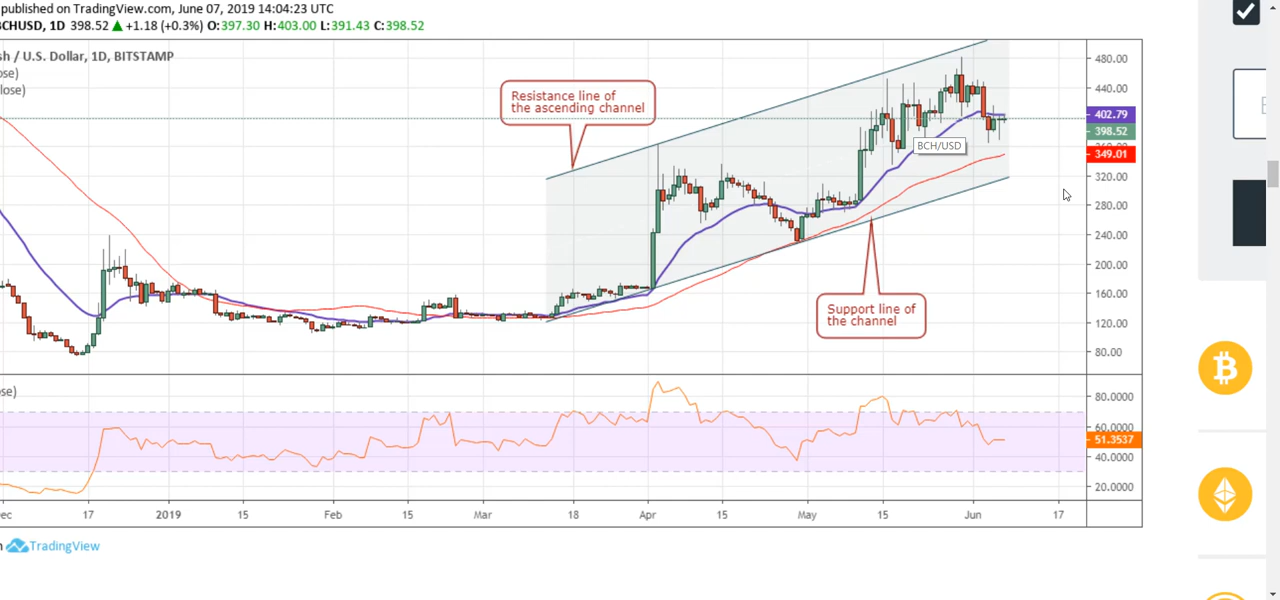 published on TradingView.com, June 07, 2019 14:04:23 UTC
BCHUSD, 1D 398.52 ▲ +1.18 (+0.3%) O:397.30 H:403.00 L:391.43 C:398.52
sh / U.S. Dollar, 1D, BITSTAMP
ose)
lose)
Resistance line of
the ascending channel
BCH/USD
Support line of
the channel
480.00
440.00
402.79
398.52
349.01
320.00
280.00
240.00
200.00
160.00
120.00
80.00
ose)
80.0000
60.0000
51.3537
40.0000
20.0000
ec 17 2019 15 Feb 15 Mar 18 Apr 15 May 15 Jun 17
TradingView